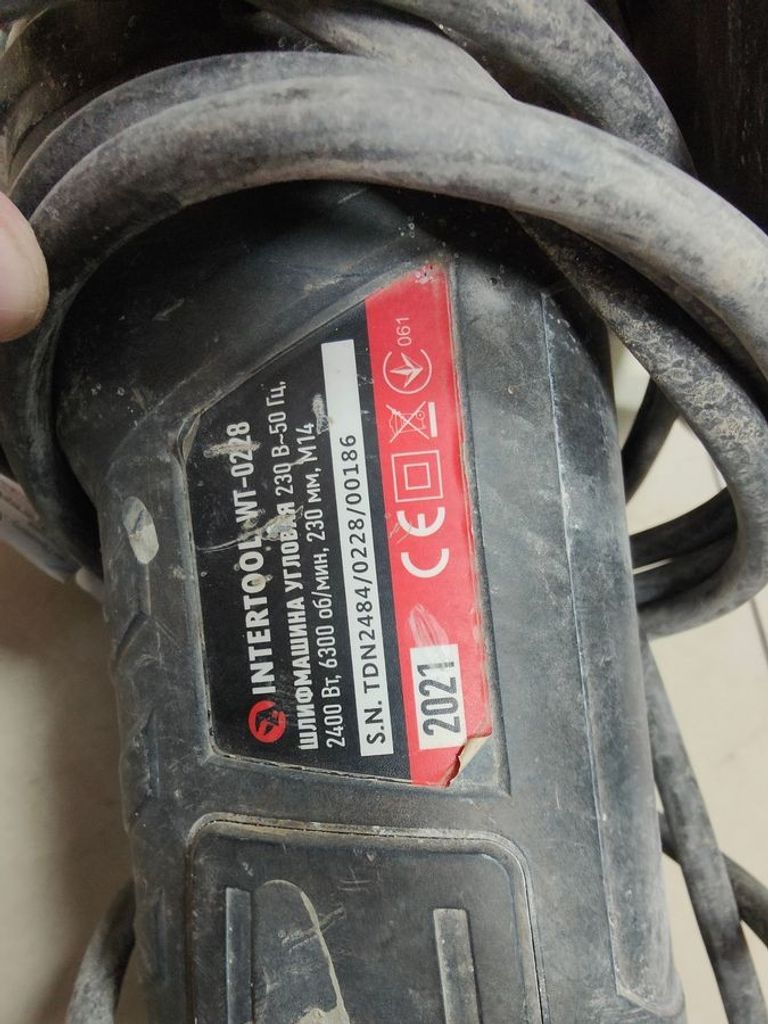 INTERTOOL WT-0228
ШЛИФМАШИНА УГЛОВАЯ 230 В~50 Гц,
2400 Вт, 6300 об/мин, 230 мм, М14
S.N. TDN2484/0228/00186
2021 CE 061